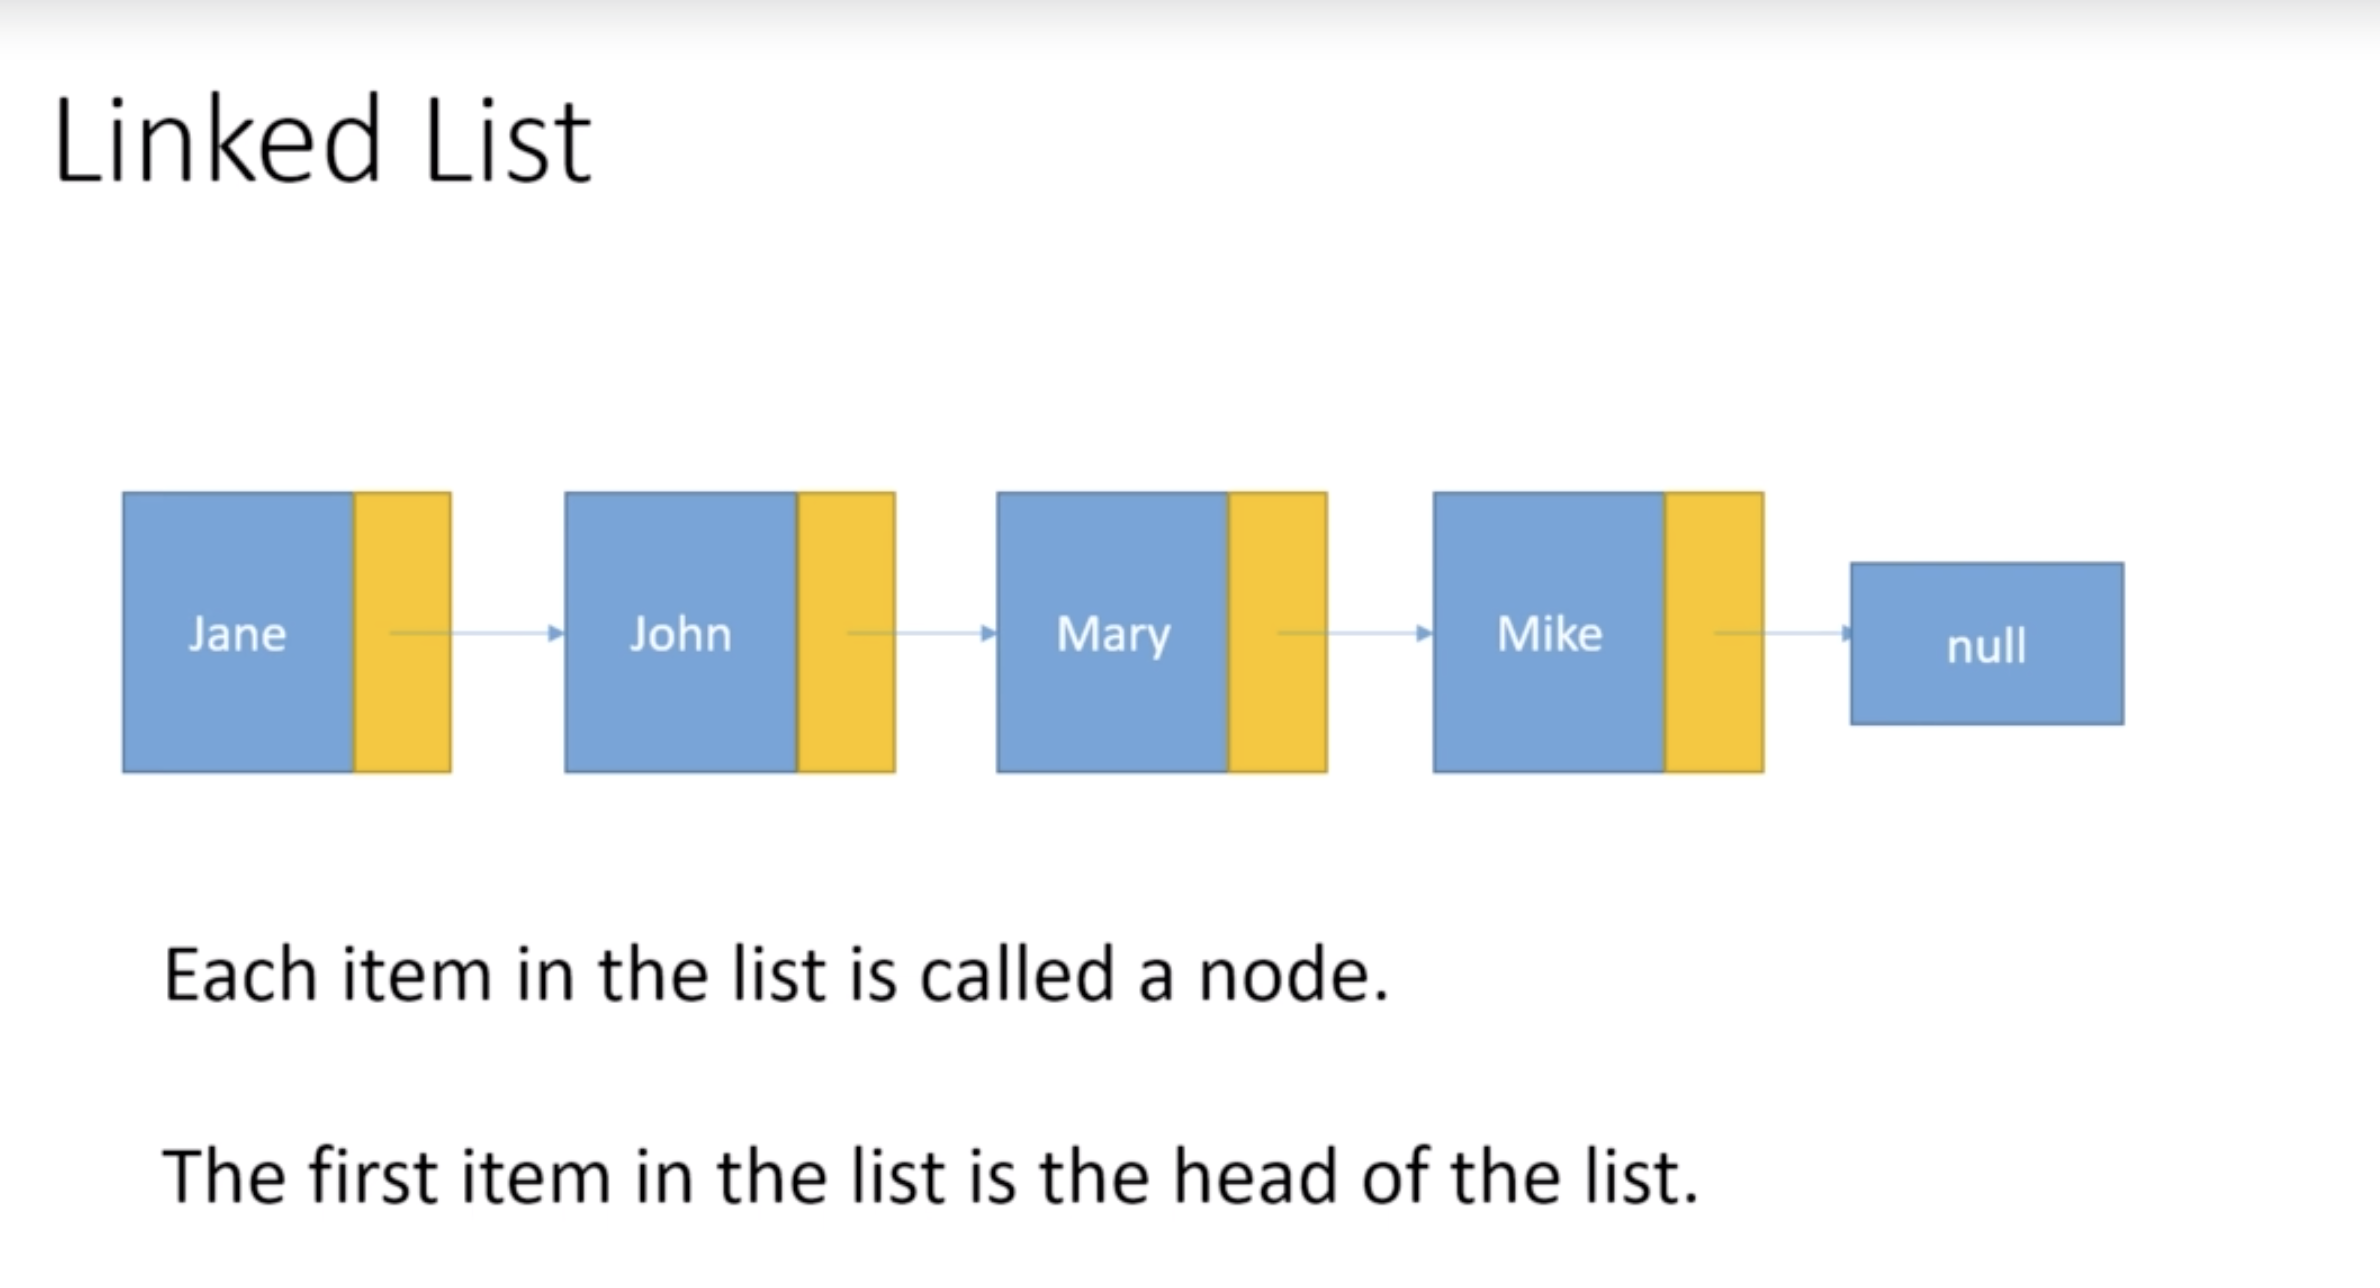 Linked List
Jane John Mary Mike null
Each item in the list is called a node.
The first item in the list is the head of the list.